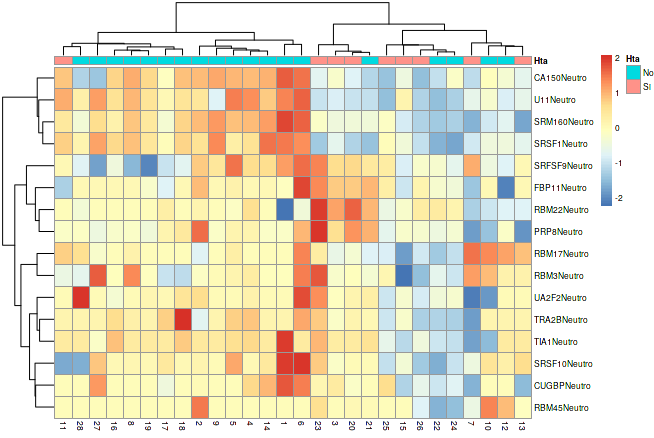 Hta
CA150Neutro
U11Neutro
SRM160Neutro
SRSF1Neutro
SRFSF9Neutro
FBP11Neutro
RBM22Neutro
PRP8Neutro
RBM17Neutro
RBM3Neutro
UA2F2Neutro
TRA2BNeutro
TIA1Neutro
SRSF10Neutro
CUGBPNeutro
RBM45Neutro
11 28 27 16 8 19 17 18 2 9 5 4 14 1 6 23 3 20 21 25 15 26 22 24 7 10 12 13
2
1
0
-1
-2
Hta
No
Si